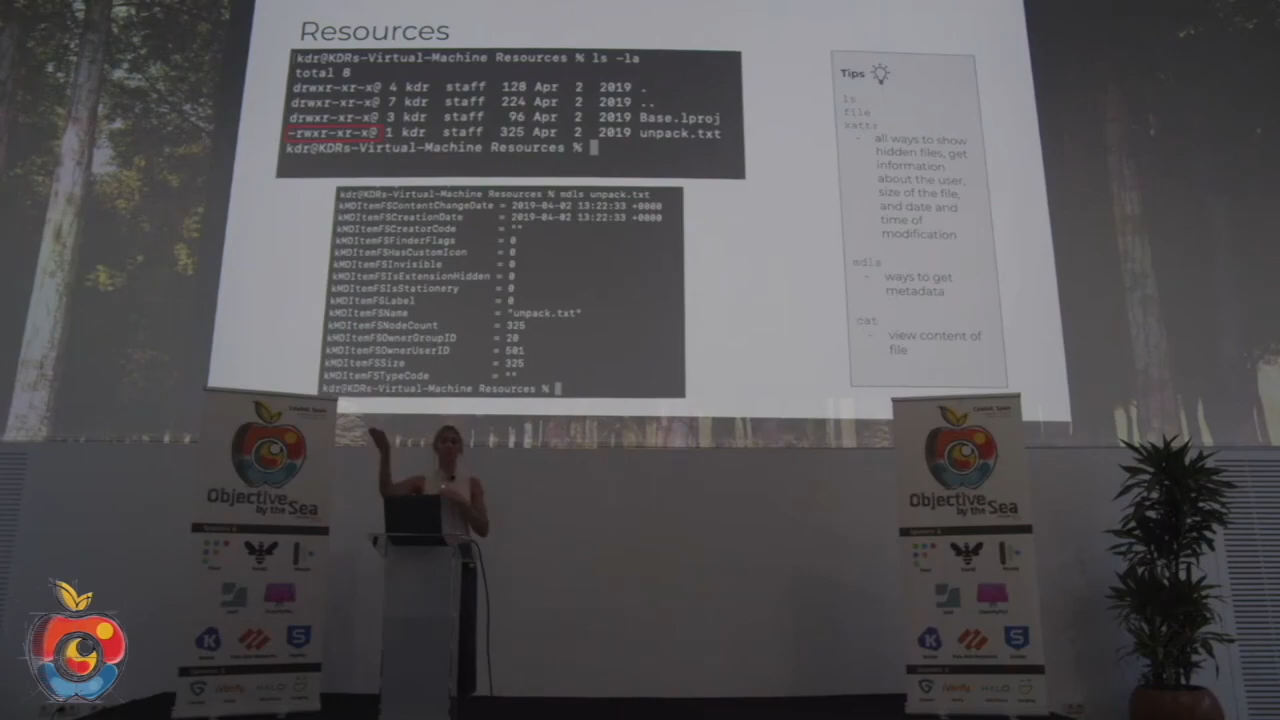 Resources
kdr@KDRs-Virtual-Machine Resources % ls -la
total 8
drwxr-xr-x@ 4 kdr staff 128 Apr 2 2019 .
drwxr-xr-x@ 7 kdr staff 224 Apr 2 2019 ..
drwxr-xr-x@ 3 kdr staff 96 Apr 2 2019 Base.lproj
-rwxr-xr-x@ 1 kdr staff 325 Apr 2 2019 unpack.txt
kdr@KDRs-Virtual-Machine Resources %
kdr@KDRs-Virtual-Machine Resources % mdls unpack.txt
kMDItemFSContentChangeDate = 2019-04-02 13:22:33 +0000
kMDItemFSCreationDate = 2019-04-02 13:22:33 +0000
kMDItemFSCreatorCode = ""
kMDItemFSFinderFlags = 0
kMDItemFSHasCustomIcon = 0
kMDItemFSInvisible = 0
kMDItemFSIsExtensionHidden = 0
kMDItemFSIsStationery = 0
kMDItemFSLabel = 0
kMDItemFSName = "unpack.txt"
kMDItemFSNodeCount = 325
kMDItemFSOwnerGroupID = 20
kMDItemFSOwnerUserID = 501
kMDItemFSSize = 325
kMDItemFSTypeCode = ""
kdr@KDRs-Virtual-Machine Resources %
Tips
ls
file
xattr
- all ways to show
hidden files, get
information
about the user,
size of the file,
and date and
time of
modification
mdls
- ways to get
metadata
cat
- view content of
file
Objective
by the Sea
Objective
by the Sea